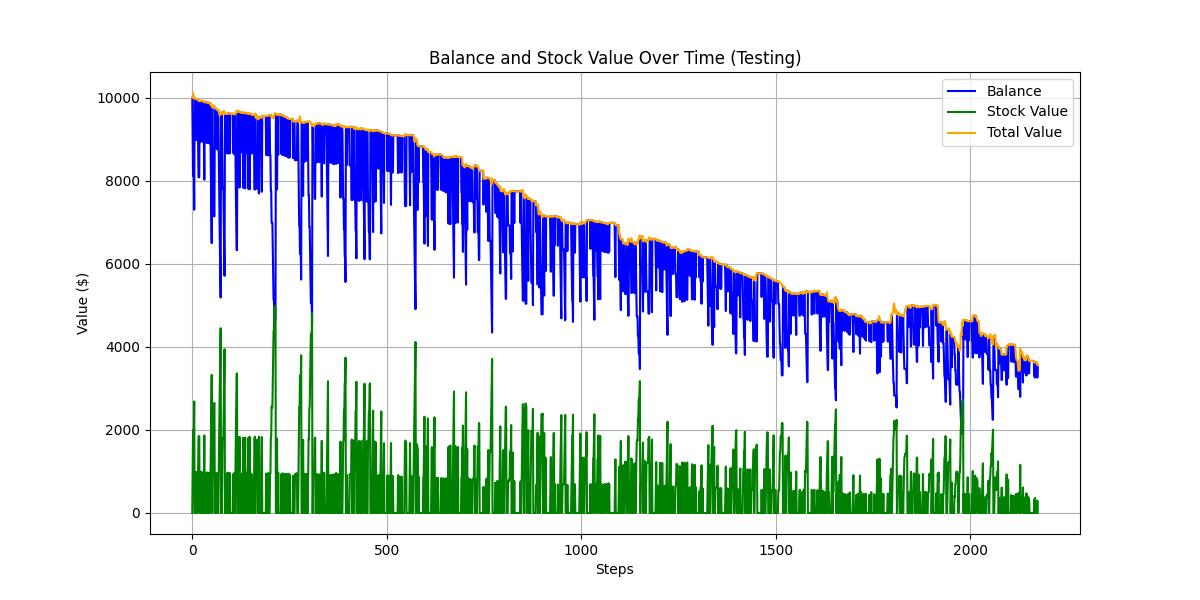 Balance and Stock Value Over Time (Testing)
Balance
Stock Value
Total Value
Value ($)
10000
8000
6000
4000
2000
0
0 500 1000 1500 2000
Steps